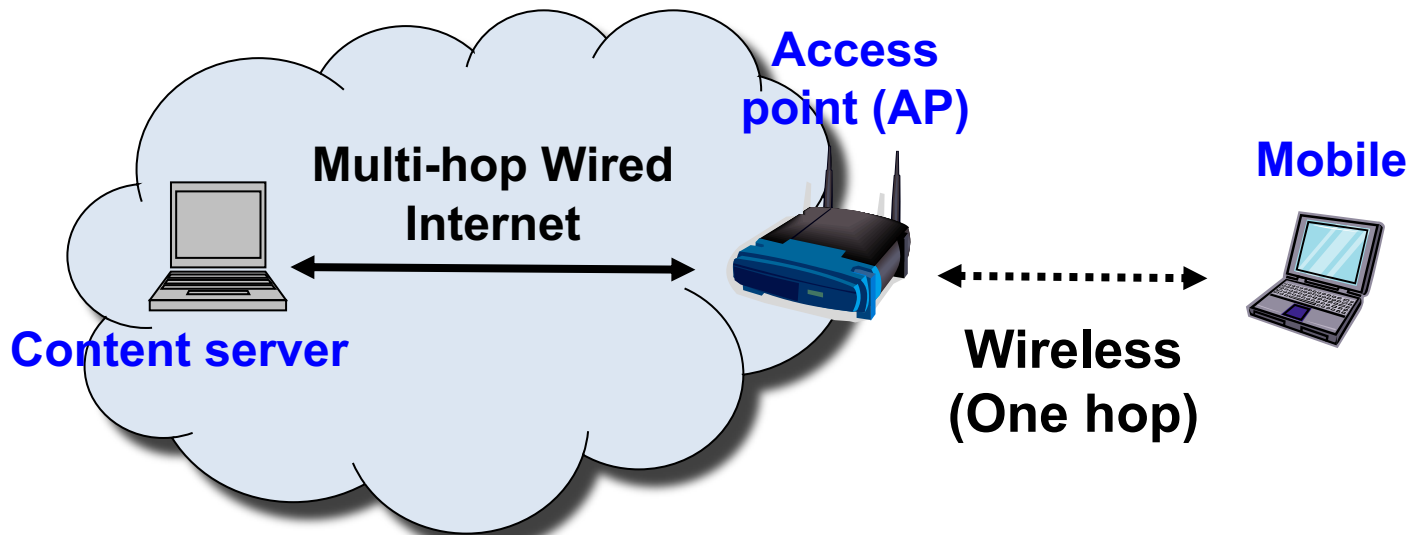 Access
point (AP)
Multi-hop Wired
Internet
Mobile
Content server
Wireless
(One hop)